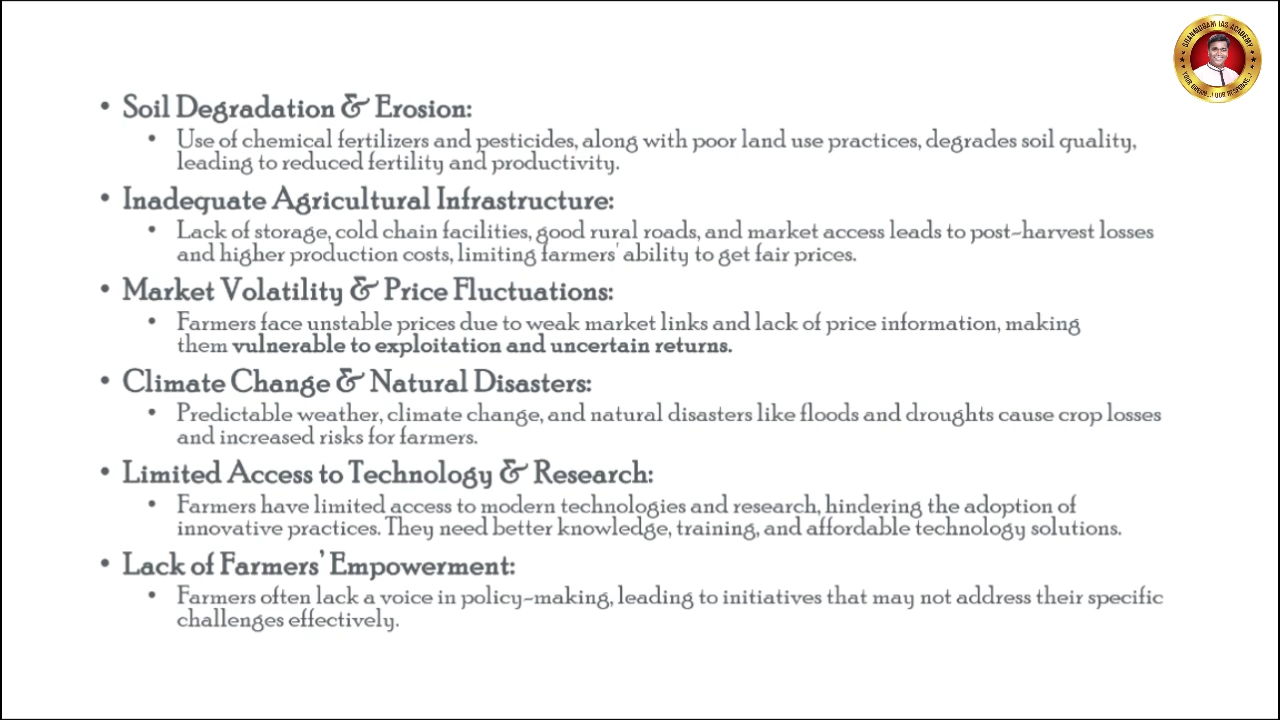 SHANMUGAM IAS ACADEMY
YOUR DREAM..! OUR RESPONSE..!
• Soil Degradation & Erosion:
• Use of chemical fertilizers and pesticides, along with poor land use practices, degrades soil quality,
leading to reduced fertility and productivity.
• Inadequate Agricultural Infrastructure:
• Lack of storage, cold chain facilities, good rural roads, and market access leads to post-harvest losses
and higher production costs, limiting farmers' ability to get fair prices.
• Market Volatility & Price Fluctuations:
• Farmers face unstable prices due to weak market links and lack of price information, making
them vulnerable to exploitation and uncertain returns.
• Climate Change & Natural Disasters:
• Predictable weather, climate change, and natural disasters like floods and droughts cause crop losses
and increased risks for farmers.
• Limited Access to Technology & Research:
• Farmers have limited access to modern technologies and research, hindering the adoption of
innovative practices. They need better knowledge, training, and affordable technology solutions.
• Lack of Farmers’ Empowerment:
• Farmers often lack a voice in policy-making, leading to initiatives that may not address their specific
challenges effectively.